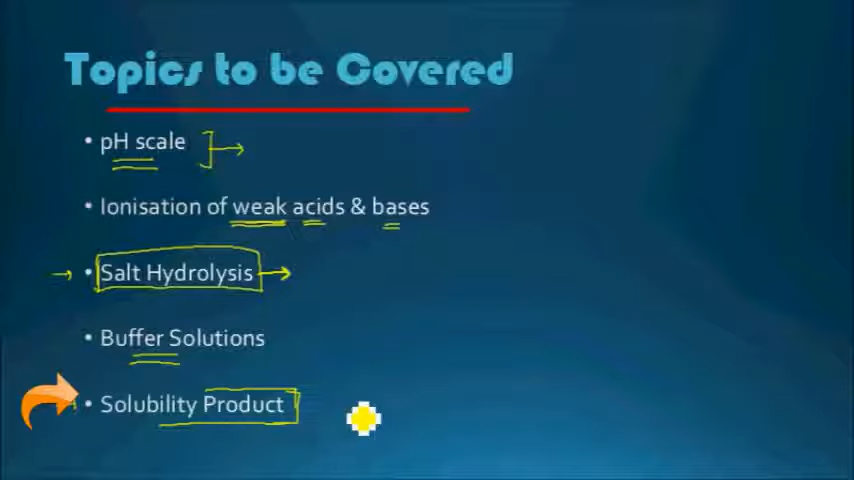 Topics to be Covered
• pH scale
• Ionisation of weak acids & bases
• Salt Hydrolysis
• Buffer Solutions
• Solubility Product